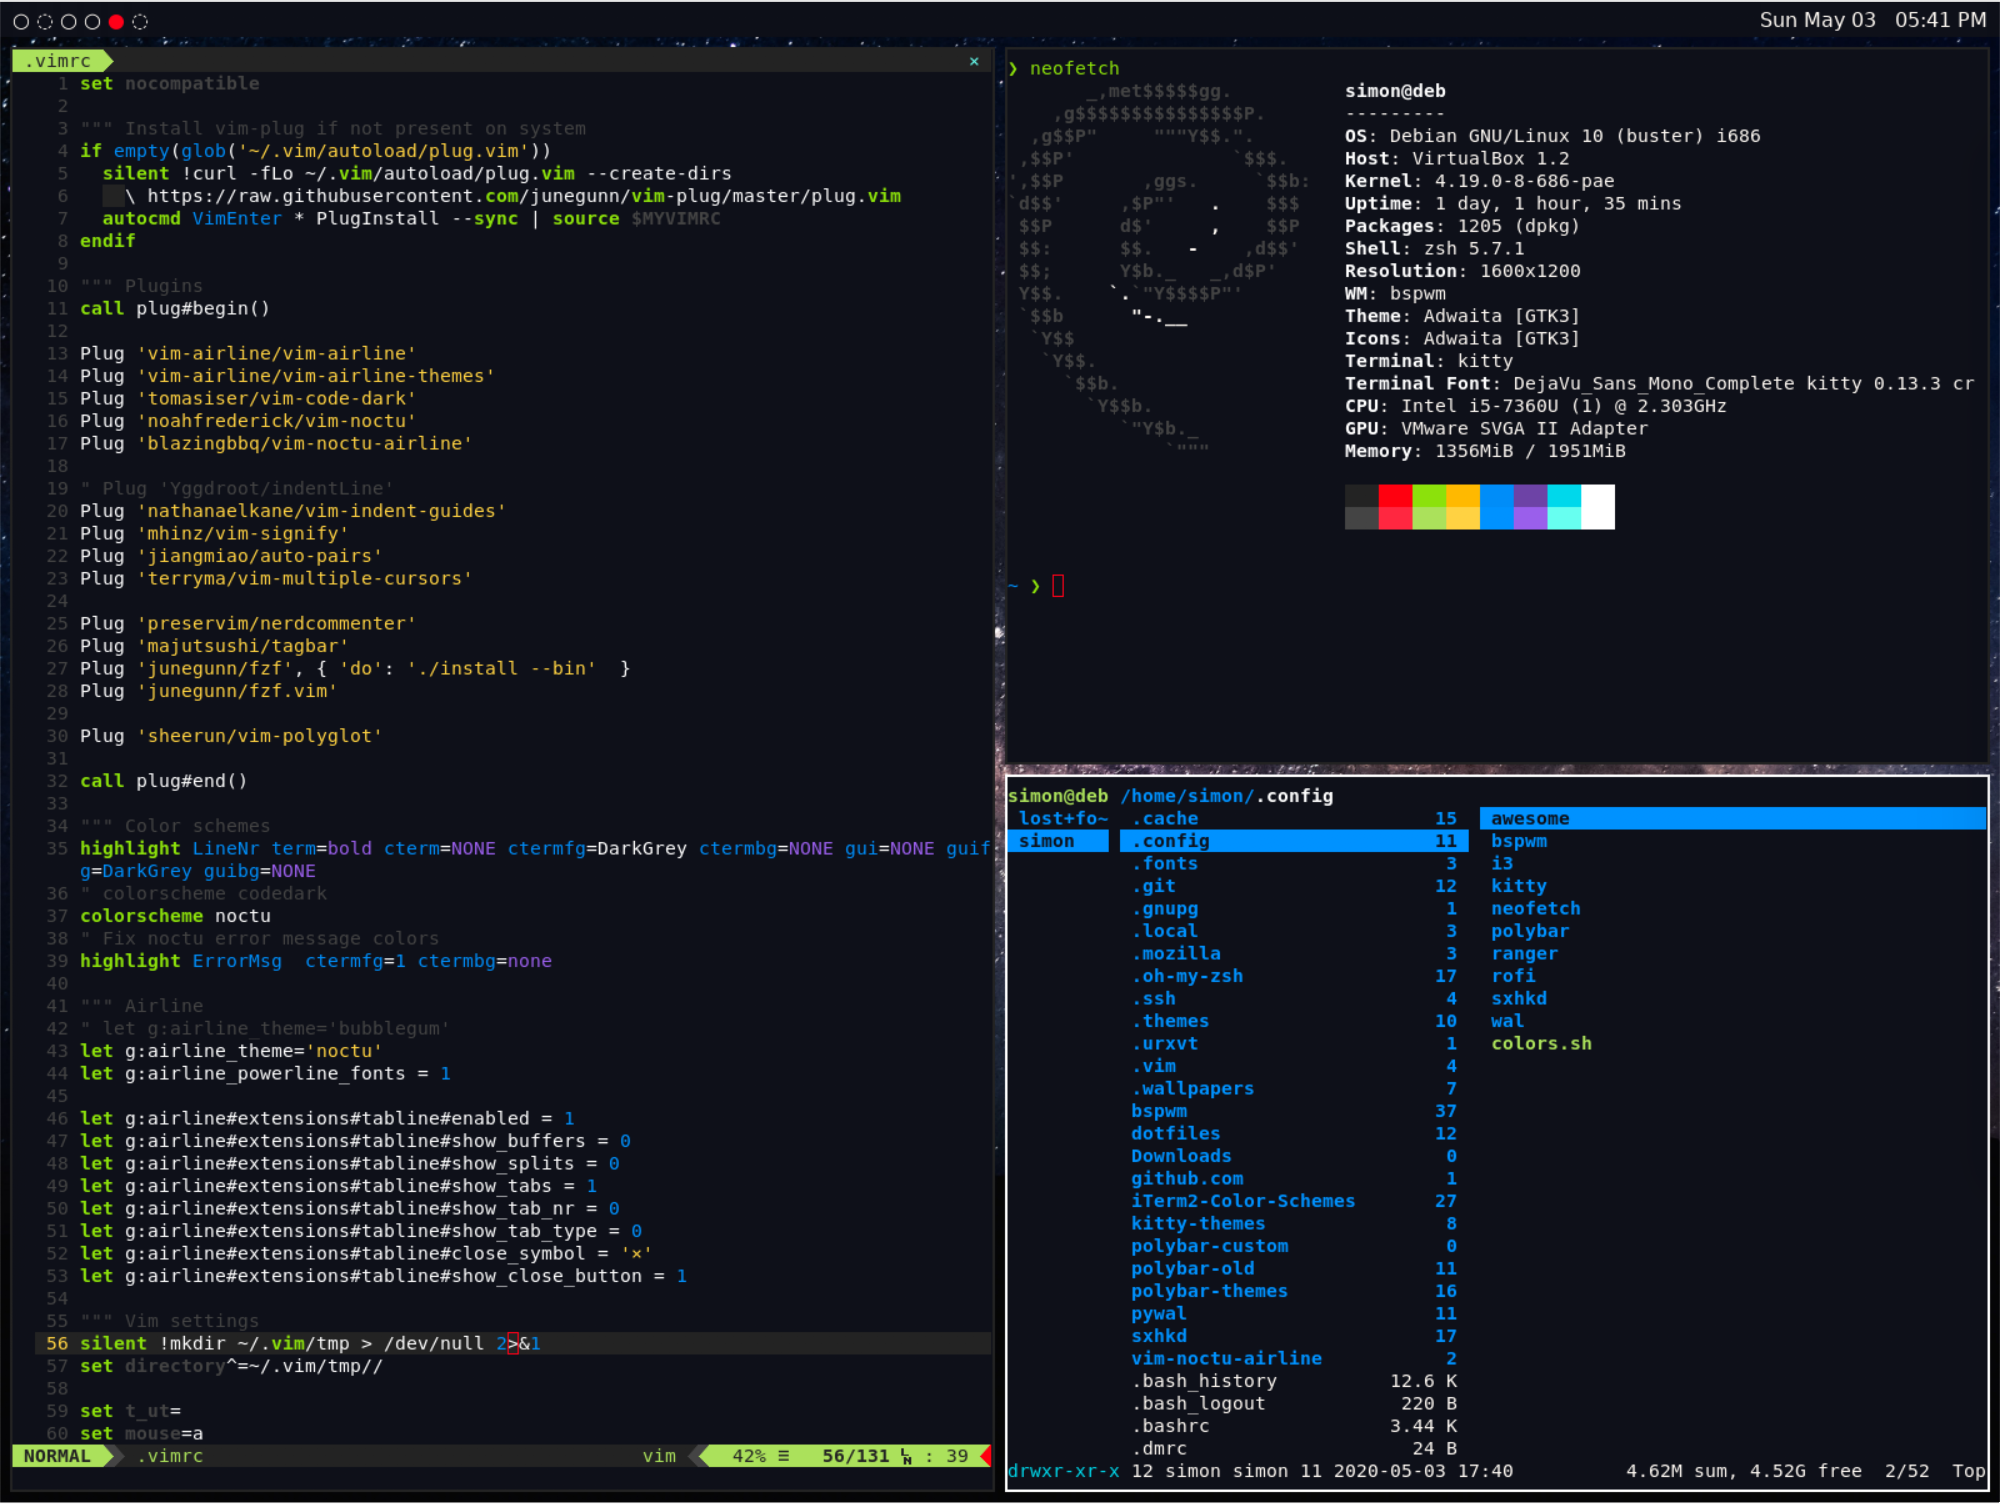 Sun May 03   05:41 PM
.vimrc ×
1 set nocompatible
2
3 """ Install vim-plug if not present on system
4 if empty(glob('~/.vim/autoload/plug.vim'))
5   silent !curl -fLo ~/.vim/autoload/plug.vim --create-dirs
6     \ https://raw.githubusercontent.com/junegunn/vim-plug/master/plug.vim
7   autocmd VimEnter * PlugInstall --sync | source $MYVIMRC
8 endif
9
10 """ Plugins
11 call plug#begin()
12
13 Plug 'vim-airline/vim-airline'
14 Plug 'vim-airline/vim-airline-themes'
15 Plug 'tomasiser/vim-code-dark'
16 Plug 'noahfrederick/vim-noctu'
17 Plug 'blazingbbq/vim-noctu-airline'
18
19 " Plug 'Yggdroot/indentLine'
20 Plug 'nathanaelkane/vim-indent-guides'
21 Plug 'mhinz/vim-signify'
22 Plug 'jiangmiao/auto-pairs'
23 Plug 'terryma/vim-multiple-cursors'
24
25 Plug 'preservim/nerdcommenter'
26 Plug 'majutsushi/tagbar'
27 Plug 'junegunn/fzf', { 'do': './install --bin'  }
28 Plug 'junegunn/fzf.vim'
29
30 Plug 'sheerun/vim-polyglot'
31
32 call plug#end()
33
34 """ Color schemes
35 highlight LineNr term=bold cterm=NONE ctermfg=DarkGrey ctermbg=NONE gui=NONE guif
g=DarkGrey guibg=NONE
36 " colorscheme codedark
37 colorscheme noctu
38 " Fix noctu error message colors
39 highlight ErrorMsg  ctermfg=1 ctermbg=none
40
41 """ Airline
42 " let g:airline_theme='bubblegum'
43 let g:airline_theme='noctu'
44 let g:airline_powerline_fonts = 1
45
46 let g:airline#extensions#tabline#enabled = 1
47 let g:airline#extensions#tabline#show_buffers = 0
48 let g:airline#extensions#tabline#show_splits = 0
49 let g:airline#extensions#tabline#show_tabs = 1
50 let g:airline#extensions#tabline#show_tab_nr = 0
51 let g:airline#extensions#tabline#show_tab_type = 0
52 let g:airline#extensions#tabline#close_symbol = '×'
53 let g:airline#extensions#tabline#show_close_button = 1
54
55 """ Vim settings
56 silent !mkdir ~/.vim/tmp > /dev/null 2>&1
57 set directory^=~/.vim/tmp//
58
59 set t_ut=
60 set mouse=a
NORMAL .vimrc vim 42% ☰ 56/131 ␤ : 39
❯ neofetch
       _,met$$$$$gg.
    ,g$$$$$$$$$$$$$$$P.
  ,g$$P"     """Y$$.".
 ,$$P'              `$$$.
',$$P       ,ggs.     `$$b:
`d$$'     ,$P"'   .    $$$
 $$P      d$'     ,    $$P
 $$:      $$.   -    ,d$$'
 $$;      Y$b._   _,d$P'
 Y$$.    `.`"Y$$$$P"'
 `$$b      "-.__
  `Y$$
   `Y$$.
     `$$b.
       `Y$$b.
          `"Y$b._
              `"""
simon@deb
---------
OS: Debian GNU/Linux 10 (buster) i686
Host: VirtualBox 1.2
Kernel: 4.19.0-8-686-pae
Uptime: 1 day, 1 hour, 35 mins
Packages: 1205 (dpkg)
Shell: zsh 5.7.1
Resolution: 1600x1200
WM: bspwm
Theme: Adwaita [GTK3]
Icons: Adwaita [GTK3]
Terminal: kitty
Terminal Font: DejaVu_Sans_Mono_Complete kitty 0.13.3 cr
CPU: Intel i5-7360U (1) @ 2.303GHz
GPU: VMware SVGA II Adapter
Memory: 1356MiB / 1951MiB
~ ❯
simon@deb /home/simon/.config
lost+fo~ .cache 15 awesome
simon .config 11 bspwm
.fonts 3 i3
.git 12 kitty
.gnupg 1 neofetch
.local 3 polybar
.mozilla 3 ranger
.oh-my-zsh 17 rofi
.ssh 4 sxhkd
.themes 10 wal
.urxvt 1 colors.sh
.vim 4
.wallpapers 7
bspwm 37
dotfiles 12
Downloads 0
github.com 1
iTerm2-Color-Schemes 27
kitty-themes 8
polybar-custom 0
polybar-old 11
polybar-themes 16
pywal 11
sxhkd 17
vim-noctu-airline 2
.bash_history 12.6 K
.bash_logout 220 B
.bashrc 3.44 K
.dmrc 24 B
drwxr-xr-x 12 simon simon 11 2020-05-03 17:40 4.62M sum, 4.52G free  2/52  Top